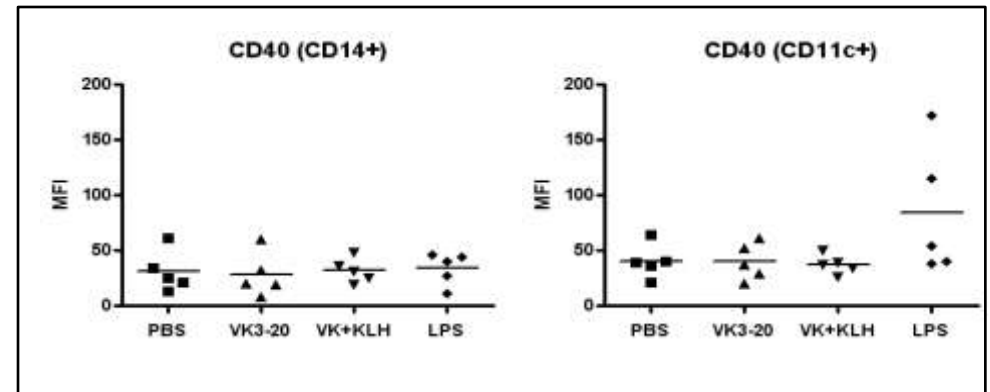 CD40 (CD14+)
200
150
100
50
0
MFI
PBS VK3-20 VK+KLH LPS
CD40 (CD11c+)
200
150
100
50
0
MFI
PBS VK3-20 VK+KLH LPS